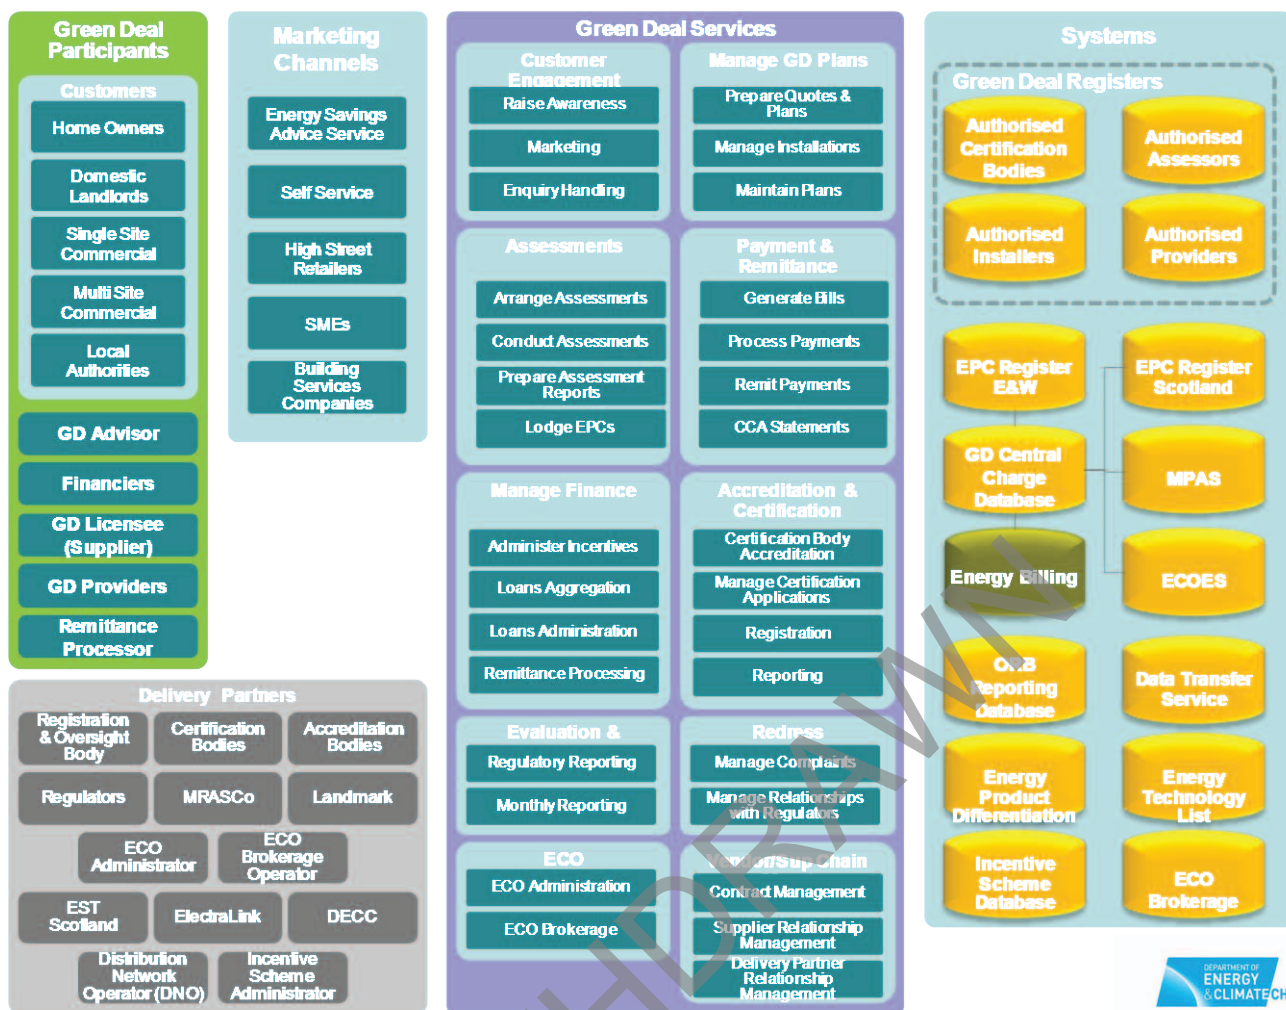 Green Deal
Participants
Customers
Home Owners
Domestic
Landlords
Single Site
Commercial
Multi Site
Commercial
Local
Authorities
GD Advisor
Financiers
GD Licensee
(Supplier)
GD Providers
Remittance
Processor
Marketing
Channels
Energy Savings
Advice Service
Self Service
High Street
Retailers
SMEs
Building
Services
Companies
Delivery Partners
Registration
& Oversight
Body
Certification
Bodies
Accreditation
Bodies
Regulators
MRASCo
Landmark
ECO
Administrator
ECO
Brokerage
Operator
EST
Scotland
ElectraLink
DECC
Distribution
Network
Operator (DNO)
Incentive
Scheme
Administrator
Green Deal Services
Customer
Engagement
Raise Awareness
Marketing
Enquiry Handling
Manage GD Plans
Prepare Quotes &
Plans
Manage Installations
Maintain Plans
Assessments
Arrange Assessments
Conduct Assessments
Prepare Assessment
Reports
Lodge EPCs
Payment &
Remittance
Generate Bills
Process Payments
Remit Payments
CCA Statements
Manage Finance
Administer Incentives
Loans Aggregation
Loans Administration
Remittance Processing
Accreditation &
Certification
Certification Body
Accreditation
Manage Certification
Applications
Registration
Reporting
Evaluation &
Regulatory Reporting
Monthly Reporting
Redress
Manage Complaints
Manage Relationships
with Regulators
ECO
ECO Administration
ECO Brokerage
Vendor/Sup Chain
Contract Management
Supplier Relationship
Management
Delivery Partner
Relationship
Management
Systems
Green Deal Registers
Authorised
Certification
Bodies
Authorised
Assessors
Authorised
Installers
Authorised
Providers
EPC Register
E&W
EPC Register
Scotland
GD Central
Charge
Database
MPAS
Energy Billing
ECOES
ORB
Reporting
Database
Data Transfer
Service
Energy
Product
Differentiation
Energy
Technology
List
Incentive
Scheme
Database
ECO
Brokerage
HDRAWN
DEPARTMENT OF
ENERGY
& CLIMATE CH